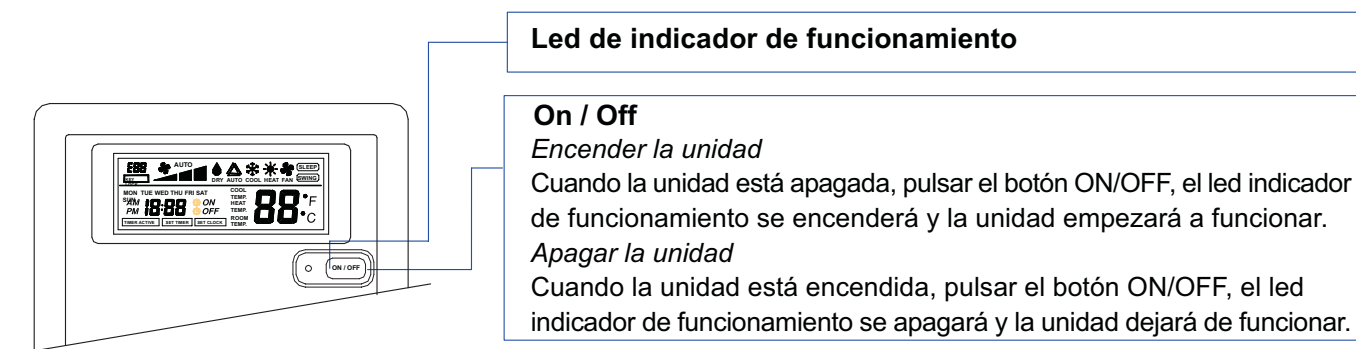 Led de indicador de funcionamiento
On / Off
Encender la unidad
Cuando la unidad está apagada, pulsar el botón ON/OFF, el led indicador
de funcionamiento se encenderá y la unidad empezará a funcionar.
Apagar la unidad
Cuando la unidad está encendida, pulsar el botón ON/OFF, el led
indicador de funcionamiento se apagará y la unidad dejará de funcionar.
E88 AUTO
DRY AUTO COOL HEAT FAN SLEEP
SWING
KEY
MON TUE WED THU FRI SAT
SUN
AM 18:88 ON
PM OFF
TIMER ACTIVE SET TIMER SET CLOCK
COOL
TEMP.
HEAT
TEMP.
ROOM
TEMP.
88 °F
°C
ON / OFF